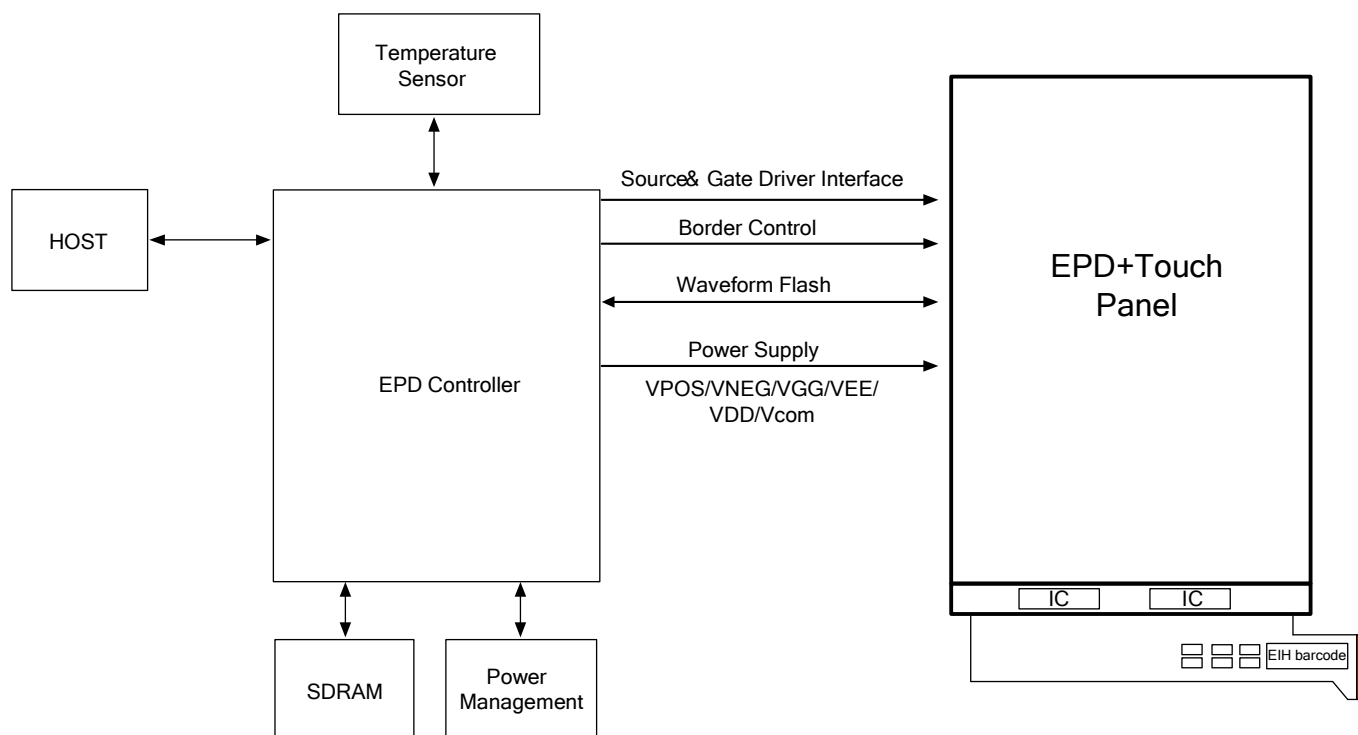 Temperature
Sensor
HOST
EPD Controller
Source& Gate Driver Interface
Border Control
Waveform Flash
Power Supply
VPOS/VNEG/VGG/VEE/
VDD/Vcom
EPD+Touch
Panel
IC
IC
EIH barcode
SDRAM
Power
Management